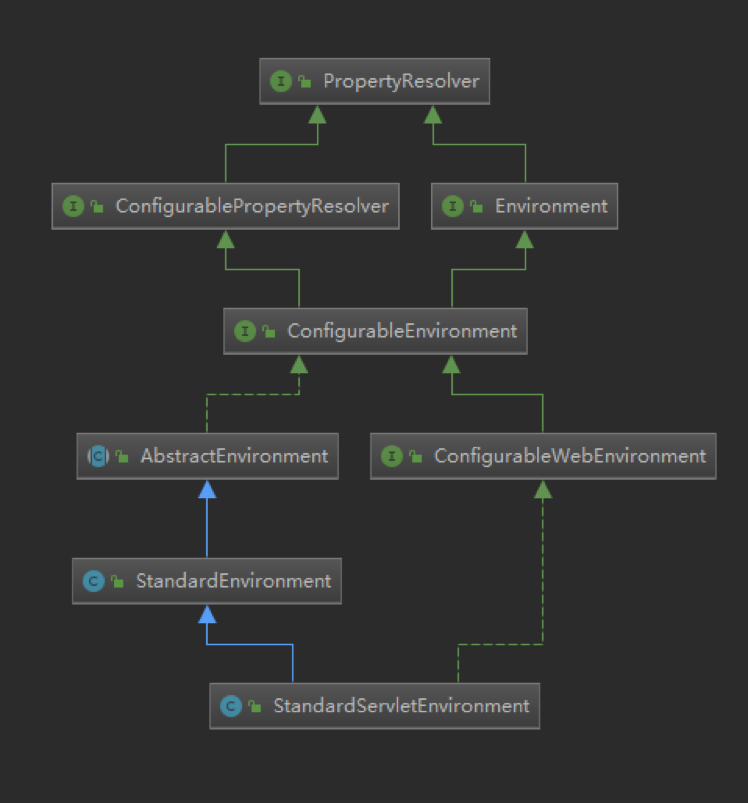 PropertyResolver
ConfigurablePropertyResolver
Environment
ConfigurableEnvironment
AbstractEnvironment
ConfigurableWebEnvironment
StandardEnvironment
StandardServletEnvironment